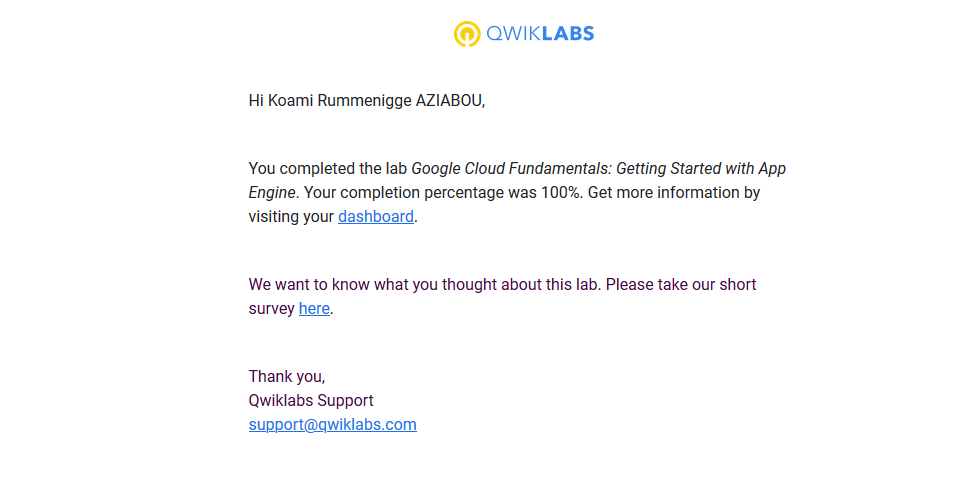 QWIKLABS
Hi Koami Rummenigge AZIABOU,
You completed the lab Google Cloud Fundamentals: Getting Started with App
Engine. Your completion percentage was 100%. Get more information by
visiting your dashboard.
We want to know what you thought about this lab. Please take our short
survey here.
Thank you,
Qwiklabs Support
support@qwiklabs.com